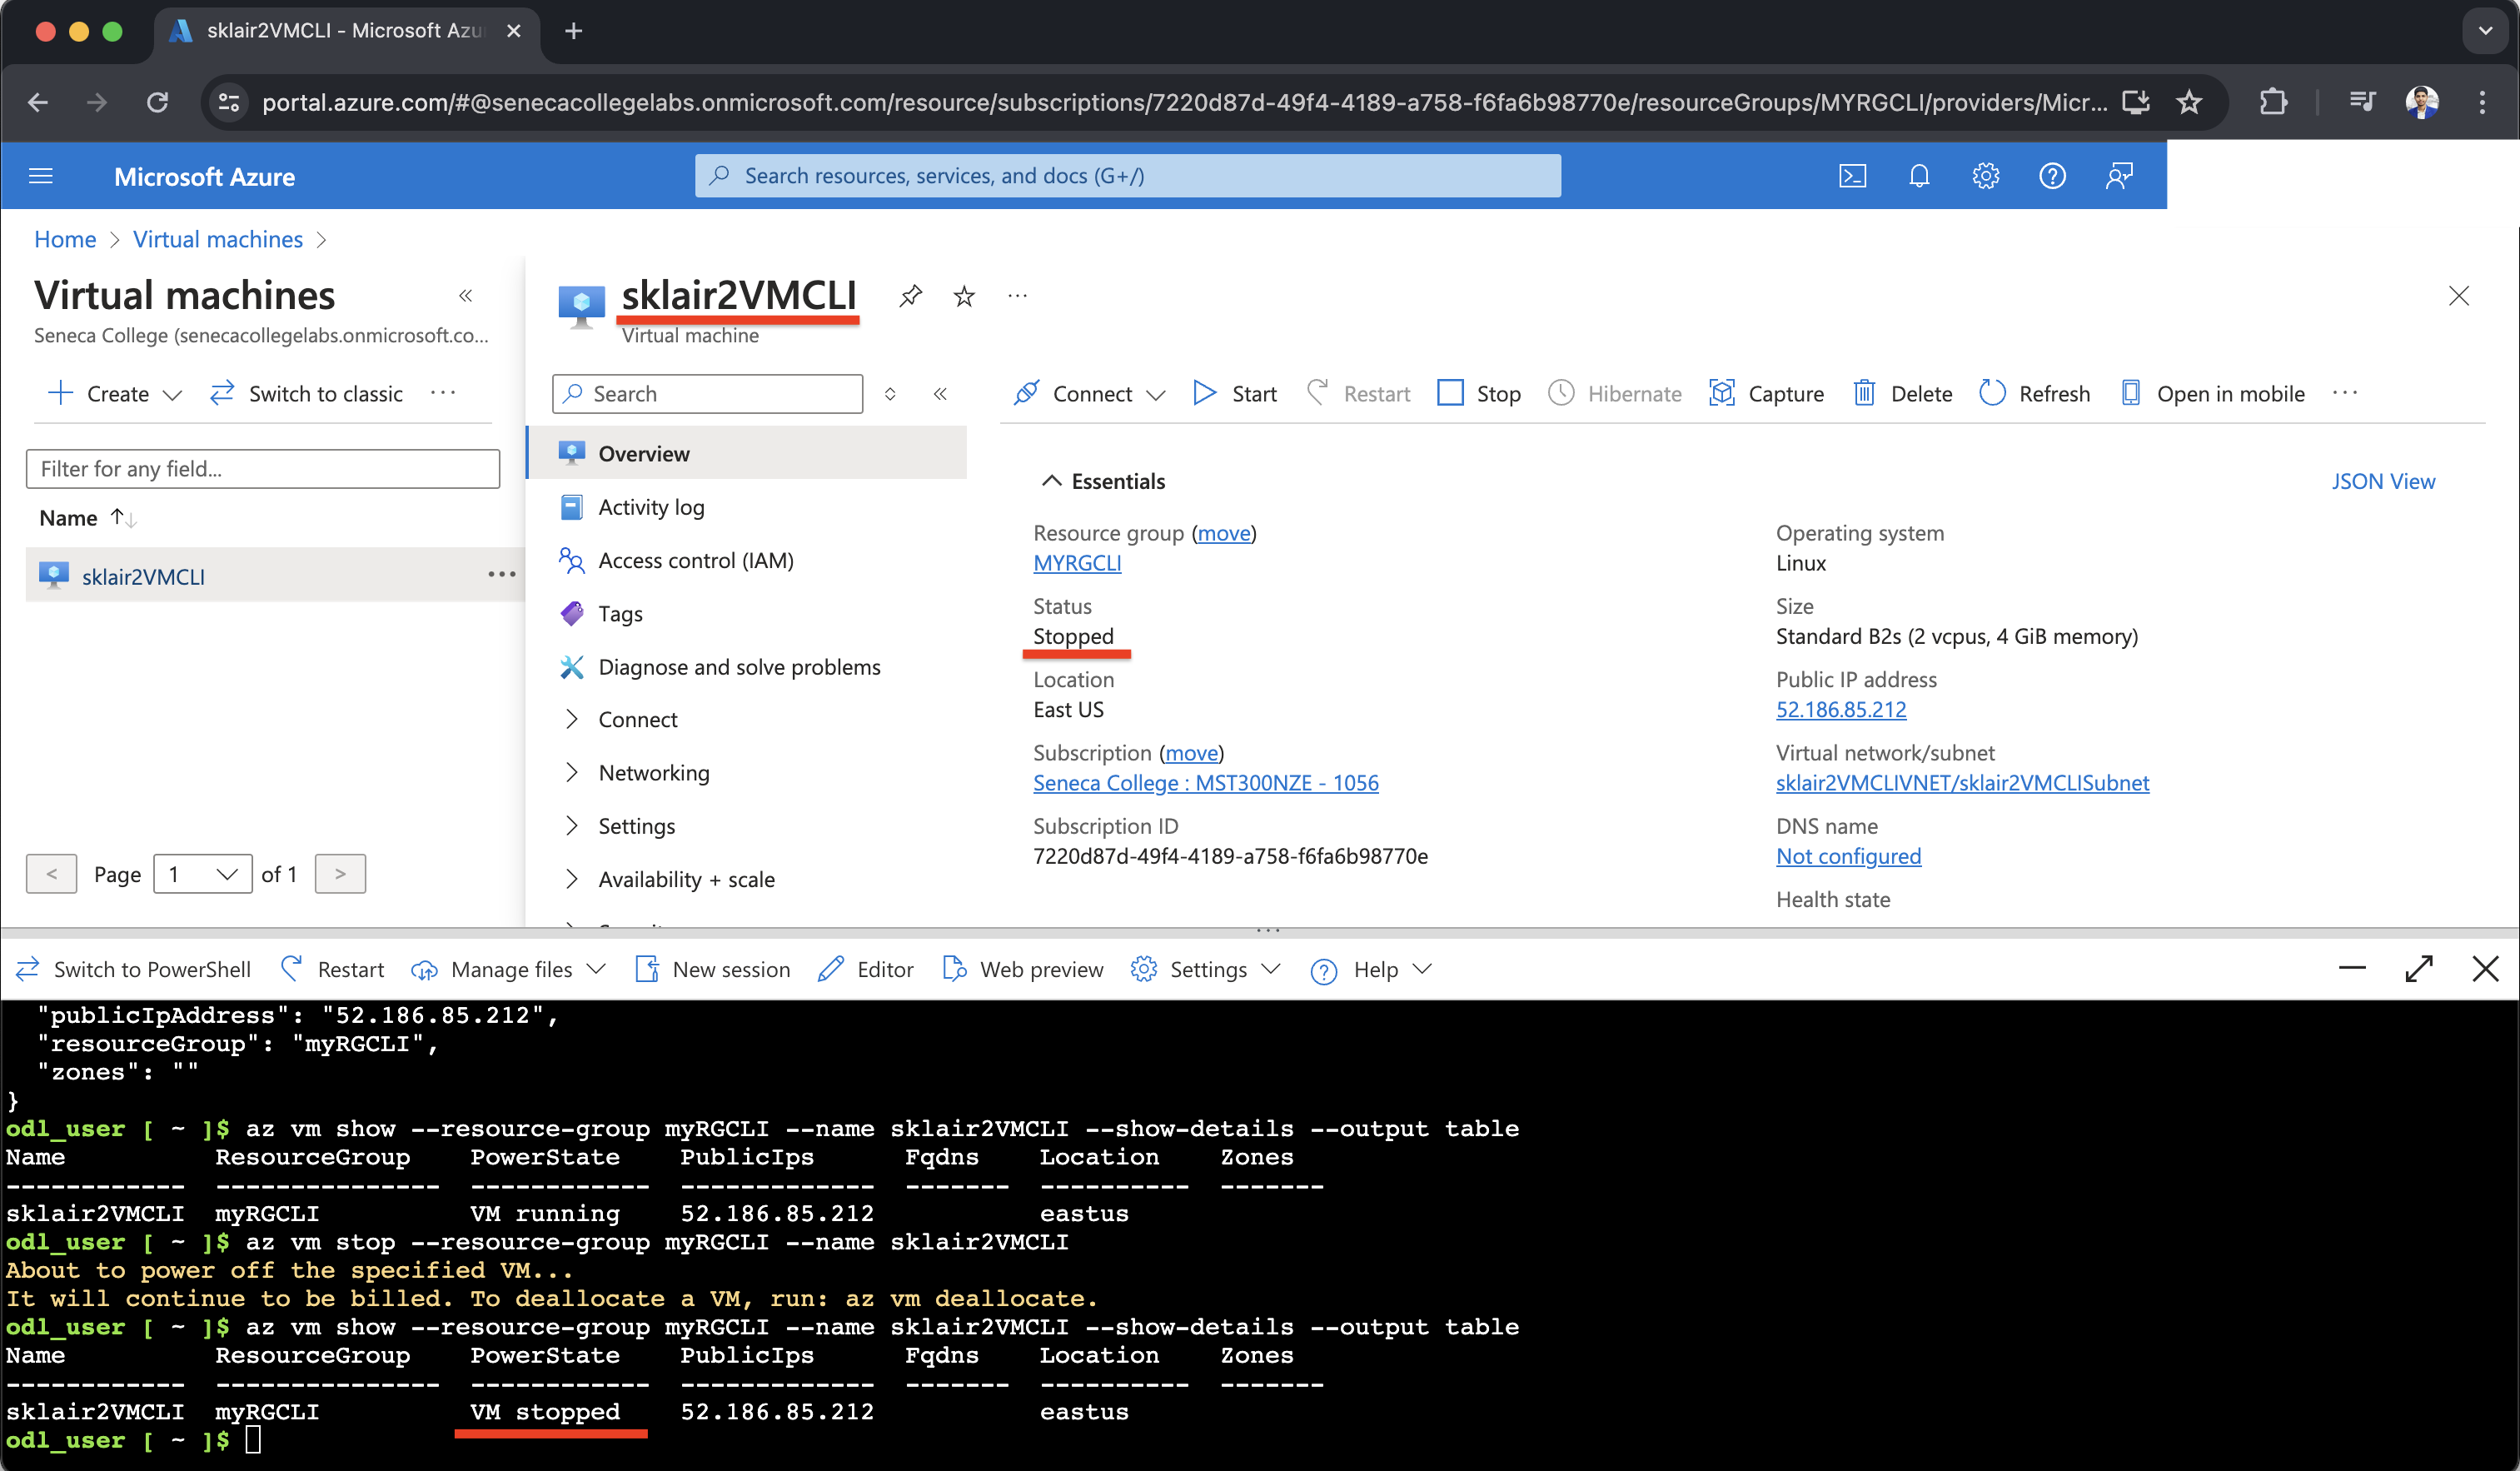 sklair2VMCLI - Microsoft Azu
portal.azure.com/#@senecacollegelabs.onmicrosoft.com/resource/subscriptions/7220d87d-49f4-4189-a758-f6fa6b98770e/resourceGroups/MYRGCLI/providers/Micr...
Microsoft Azure
Search resources, services, and docs (G+/)
Home > Virtual machines >
Virtual machines
Seneca College (senecacollegelabs.onmicrosoft.co...
Create
Switch to classic
Filter for any field...
Name
sklair2VMCLI
< Page 1 of 1 >
sklair2VMCLI
Virtual machine
Search
Overview
Activity log
Access control (IAM)
Tags
Diagnose and solve problems
Connect
Networking
Settings
Availability + scale
Connect
Start
Restart
Stop
Hibernate
Capture
Delete
Refresh
Open in mobile
Essentials
JSON View
Resource group (move)
MYRGCLI
Status
Stopped
Location
East US
Subscription (move)
Seneca College : MST300NZE - 1056
Subscription ID
7220d87d-49f4-4189-a758-f6fa6b98770e
Operating system
Linux
Size
Standard B2s (2 vcpus, 4 GiB memory)
Public IP address
52.186.85.212
Virtual network/subnet
sklair2VMCLIVNET/sklair2VMCLISubnet
DNS name
Not configured
Health state
Switch to PowerShell
Restart
Manage files
New session
Editor
Web preview
Settings
Help
"publicIpAddress": "52.186.85.212",
"resourceGroup": "myRGCLI",
"zones": ""
}
odl_user [ ~ ]$ az vm show --resource-group myRGCLI --name sklair2VMCLI --show-details --output table
Name ResourceGroup PowerState PublicIps Fqdns Location Zones
------------ --------------- ------------ ------------- ------- ---------- -------
sklair2VMCLI myRGCLI VM running 52.186.85.212 eastus
odl_user [ ~ ]$ az vm stop --resource-group myRGCLI --name sklair2VMCLI
About to power off the specified VM...
It will continue to be billed. To deallocate a VM, run: az vm deallocate.
odl_user [ ~ ]$ az vm show --resource-group myRGCLI --name sklair2VMCLI --show-details --output table
Name ResourceGroup PowerState PublicIps Fqdns Location Zones
------------ --------------- ------------ ------------- ------- ---------- -------
sklair2VMCLI myRGCLI VM stopped 52.186.85.212 eastus
odl_user [ ~ ]$